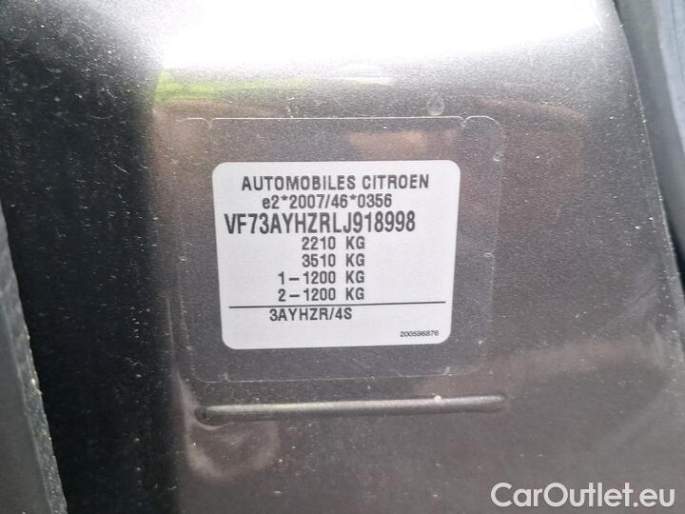 AUTOMOBILES CITROEN
e2*2007/46*0356
VF73AYHZRLJ918998
2210 KG
3510 KG
1-1200 KG
2-1200 KG
3AYHZR/4S
200596876
CarOutlet.eu